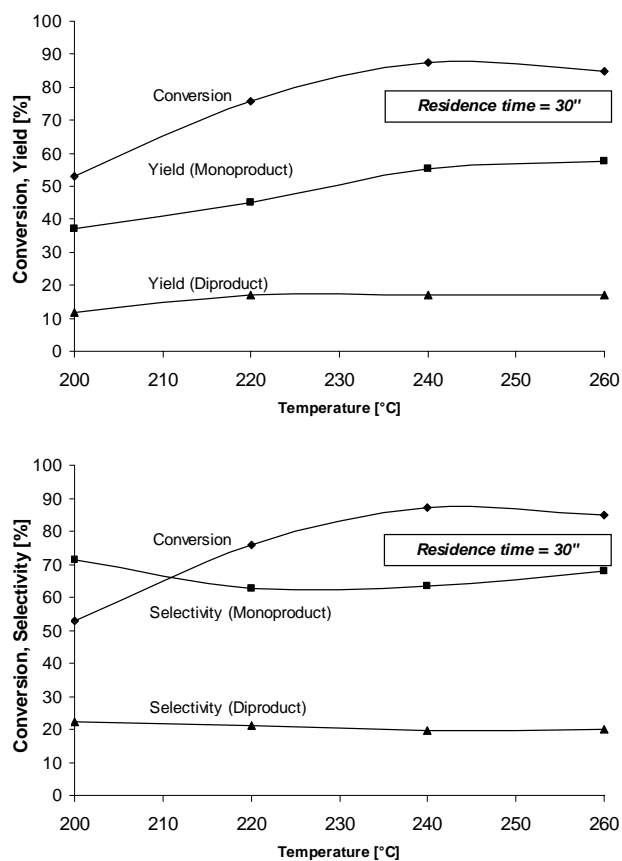 Conversion, Yield [%]
100
90
80
70
60
50
40
30
20
10
0
Conversion
Residence time = 30"
Yield (Monoproduct)
Yield (Diproduct)
200 210 220 230 240 250 260
Temperature [°C]
Conversion, Selectivity [%]
100
90
80
70
60
50
40
30
20
10
0
Conversion
Residence time = 30"
Selectivity (Monoproduct)
Selectivity (Diproduct)
200 210 220 230 240 250 260
Temperature [°C]